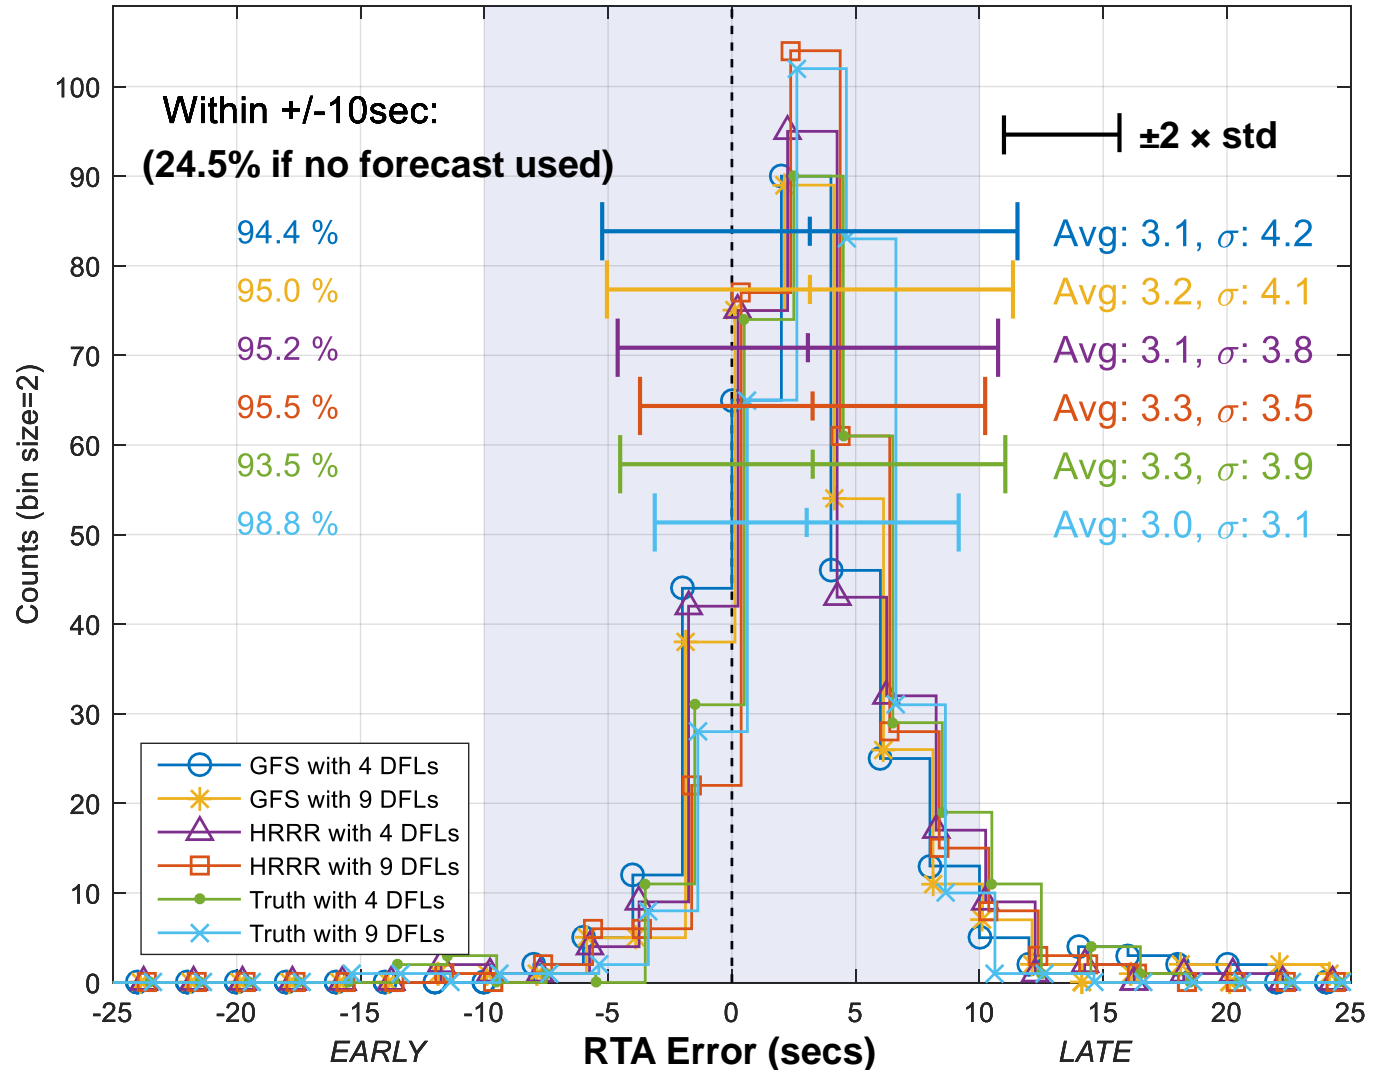 Within +/-10sec:
(24.5% if no forecast used)
±2 × std
94.4 %
Avg: 3.1, σ: 4.2
95.0 %
Avg: 3.2, σ: 4.1
95.2 %
Avg: 3.1, σ: 3.8
95.5 %
Avg: 3.3, σ: 3.5
93.5 %
Avg: 3.3, σ: 3.9
98.8 %
Avg: 3.0, σ: 3.1
Counts (bin size=2)
100
90
80
70
60
50
40
30
20
10
0
GFS with 4 DFLs
GFS with 9 DFLs
HRRR with 4 DFLs
HRRR with 9 DFLs
Truth with 4 DFLs
Truth with 9 DFLs
-25 -20 -15 -10 -5 0 5 10 15 20 25
EARLY RTA Error (secs) LATE